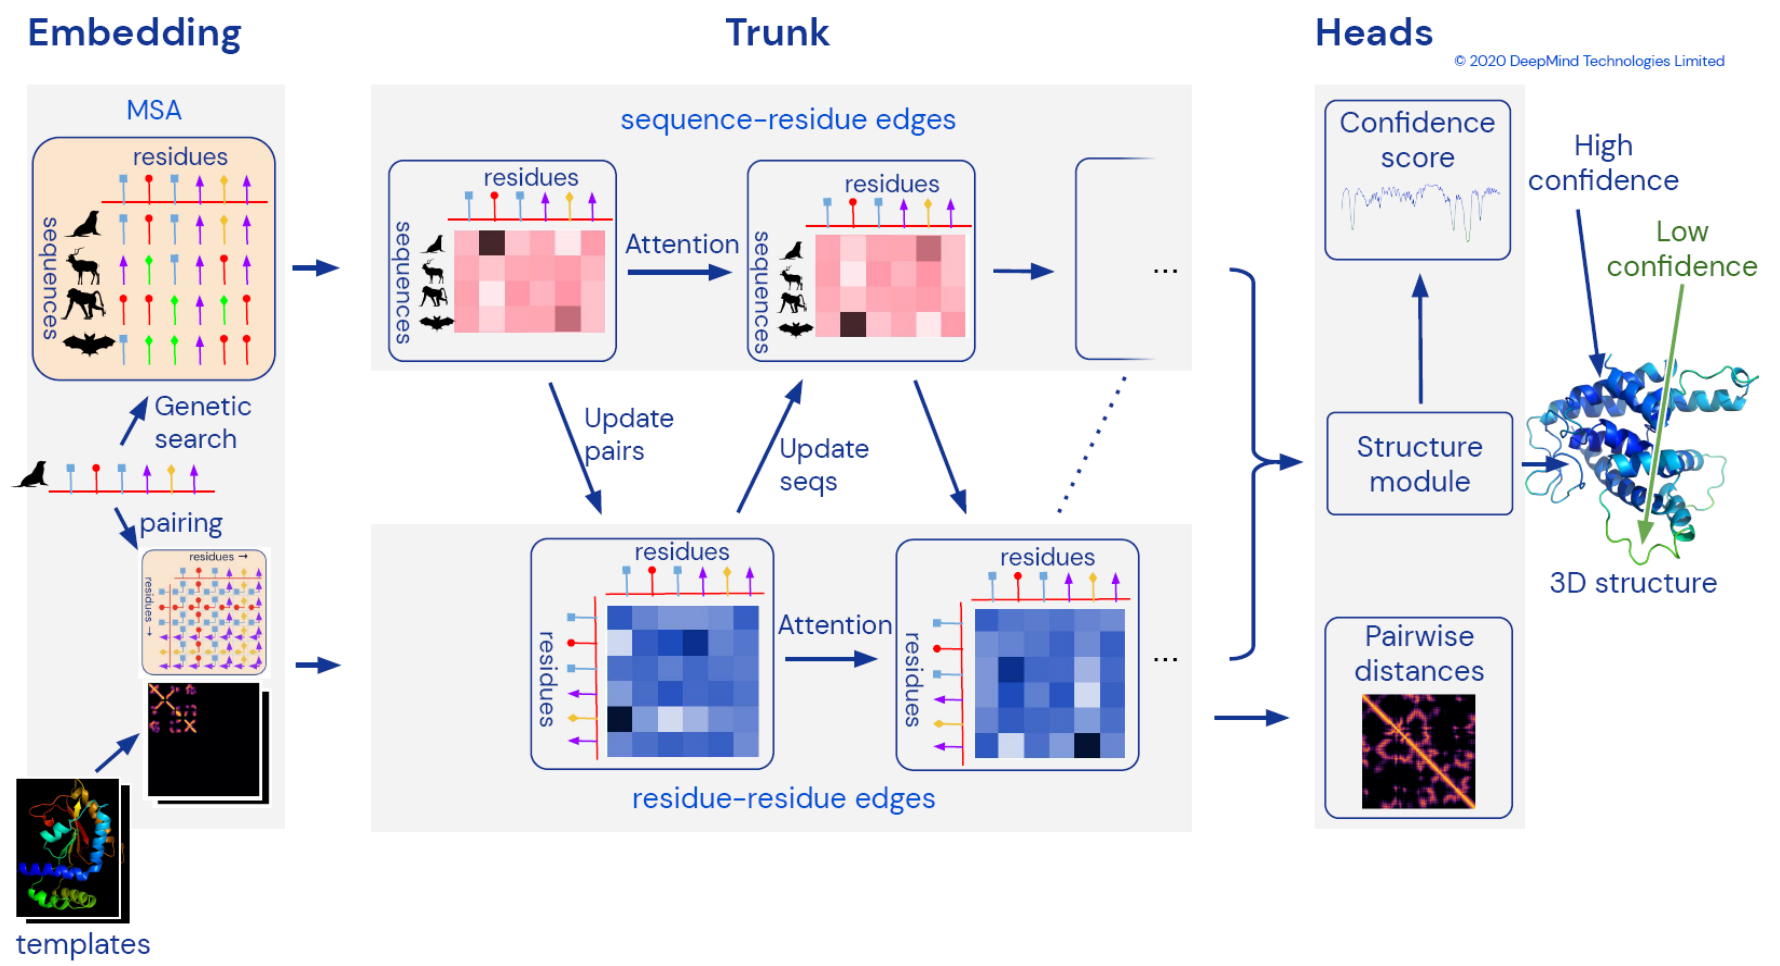 Embedding
Trunk
Heads
© 2020 DeepMind Technologies Limited
MSA
residues
sequences
Genetic
search
pairing
residues →
residues →
templates
sequence-residue edges
residues
sequences
Attention
residues
sequences
...
Update
pairs
Update
seqs
residues
residues
Attention
residues
residues
...
residue-residue edges
Confidence
score
High
confidence
Low
confidence
Structure
module
3D structure
Pairwise
distances